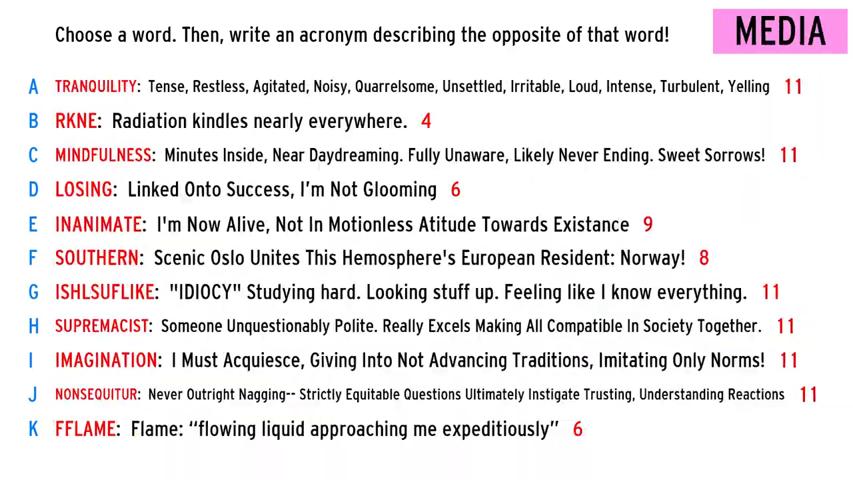 Choose a word. Then, write an acronym describing the opposite of that word!
MEDIA
A TRANQUILITY: Tense, Restless, Agitated, Noisy, Quarrelsome, Unsettled, Irritable, Loud, Intense, Turbulent, Yelling 11
B RKNE: Radiation kindles nearly everywhere. 4
C MINDFULNESS: Minutes Inside, Near Daydreaming. Fully Unaware, Likely Never Ending. Sweet Sorrows! 11
D LOSING: Linked Onto Success, I'm Not Glooming 6
E INANIMATE: I'm Now Alive, Not In Motionless Atitude Towards Existance 9
F SOUTHERN: Scenic Oslo Unites This Hemosphere's European Resident: Norway! 8
G ISHLSUFLIKE: "IDIOCY" Studying hard. Looking stuff up. Feeling like I know everything. 11
H SUPREMACIST: Someone Unquestionably Polite. Really Excels Making All Compatible In Society Together. 11
I IMAGINATION: I Must Acquiesce, Giving Into Not Advancing Traditions, Imitating Only Norms! 11
J NONSEQUITUR: Never Outright Nagging-- Strictly Equitable Questions Ultimately Instigate Trusting, Understanding Reactions 11
K FFLAME: Flame: “flowing liquid approaching me expeditiously” 6